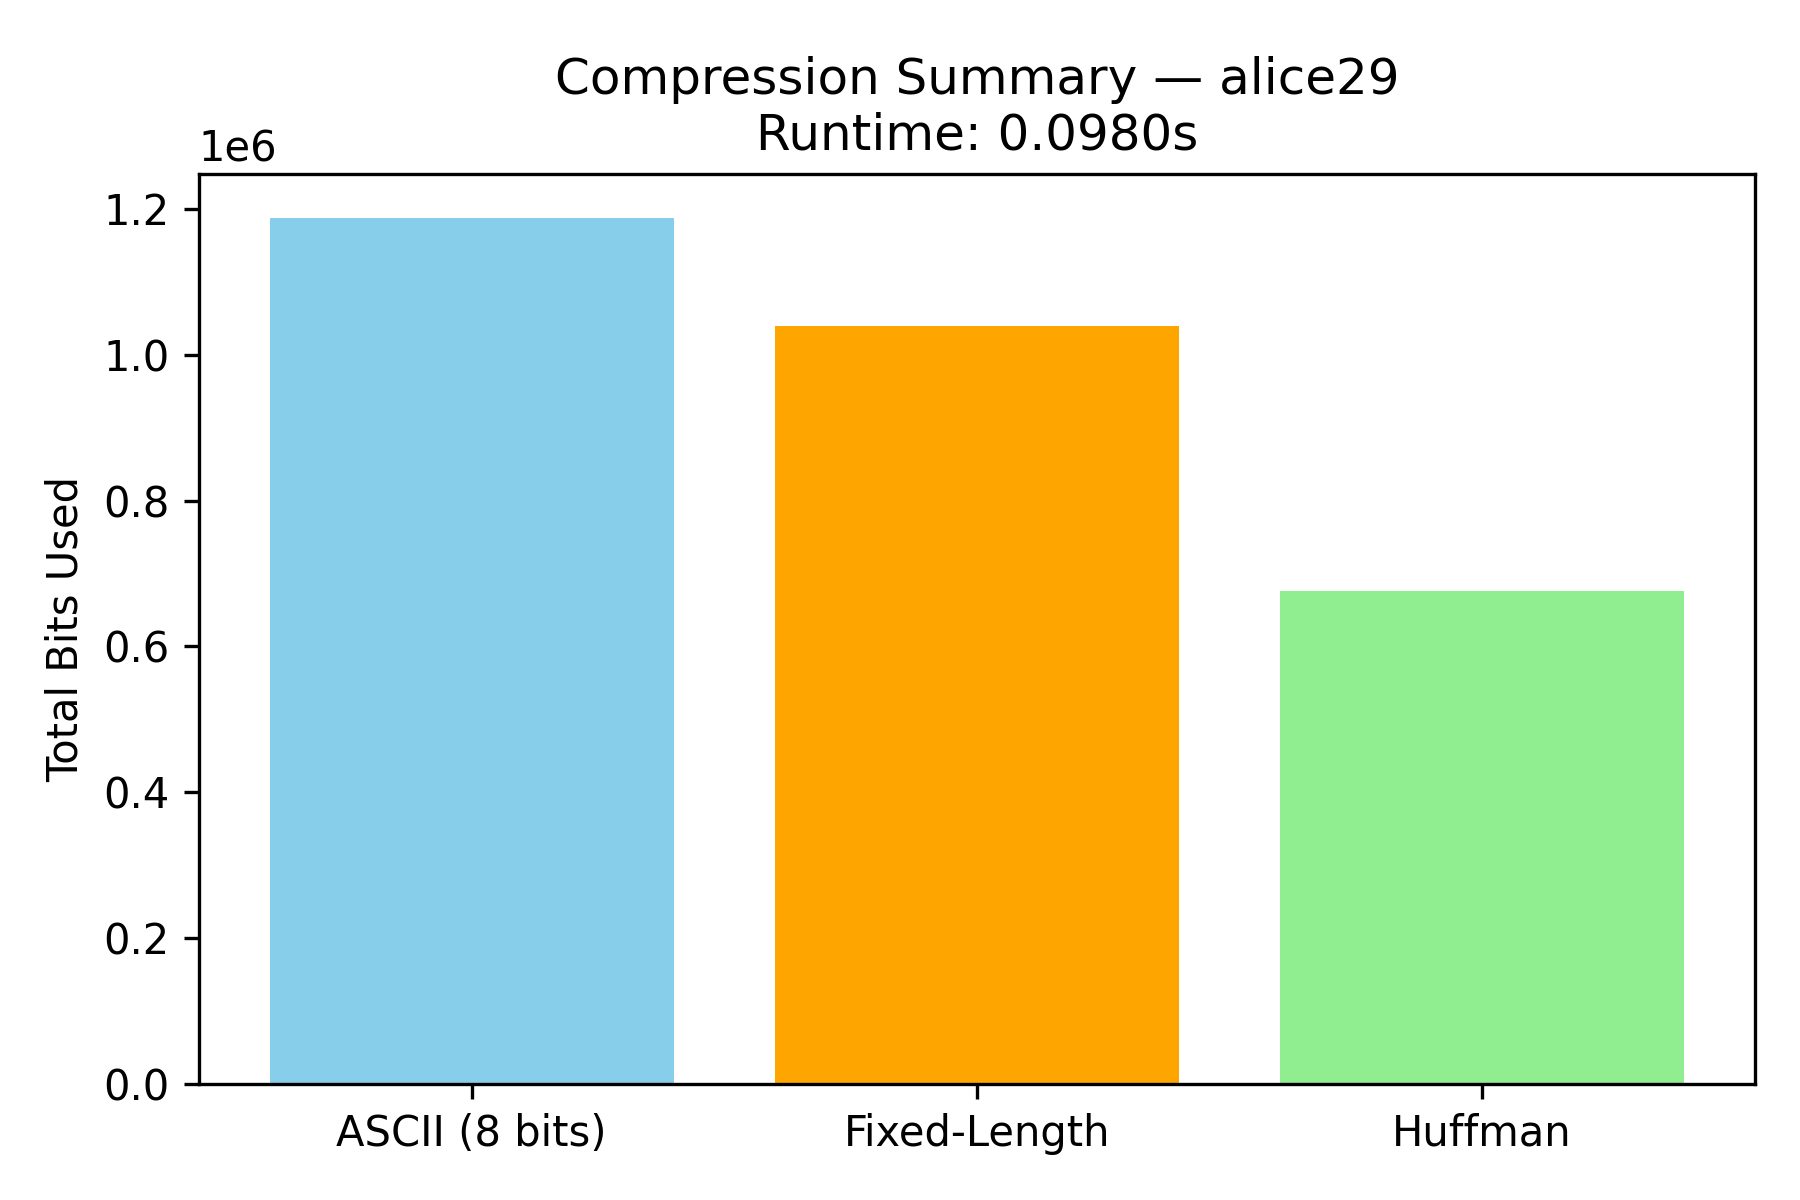 Compression Summary — alice29
Runtime: 0.0980s
1e6
1.2
1.0
0.8
0.6
0.4
0.2
0.0
Total Bits Used
ASCII (8 bits)
Fixed-Length
Huffman